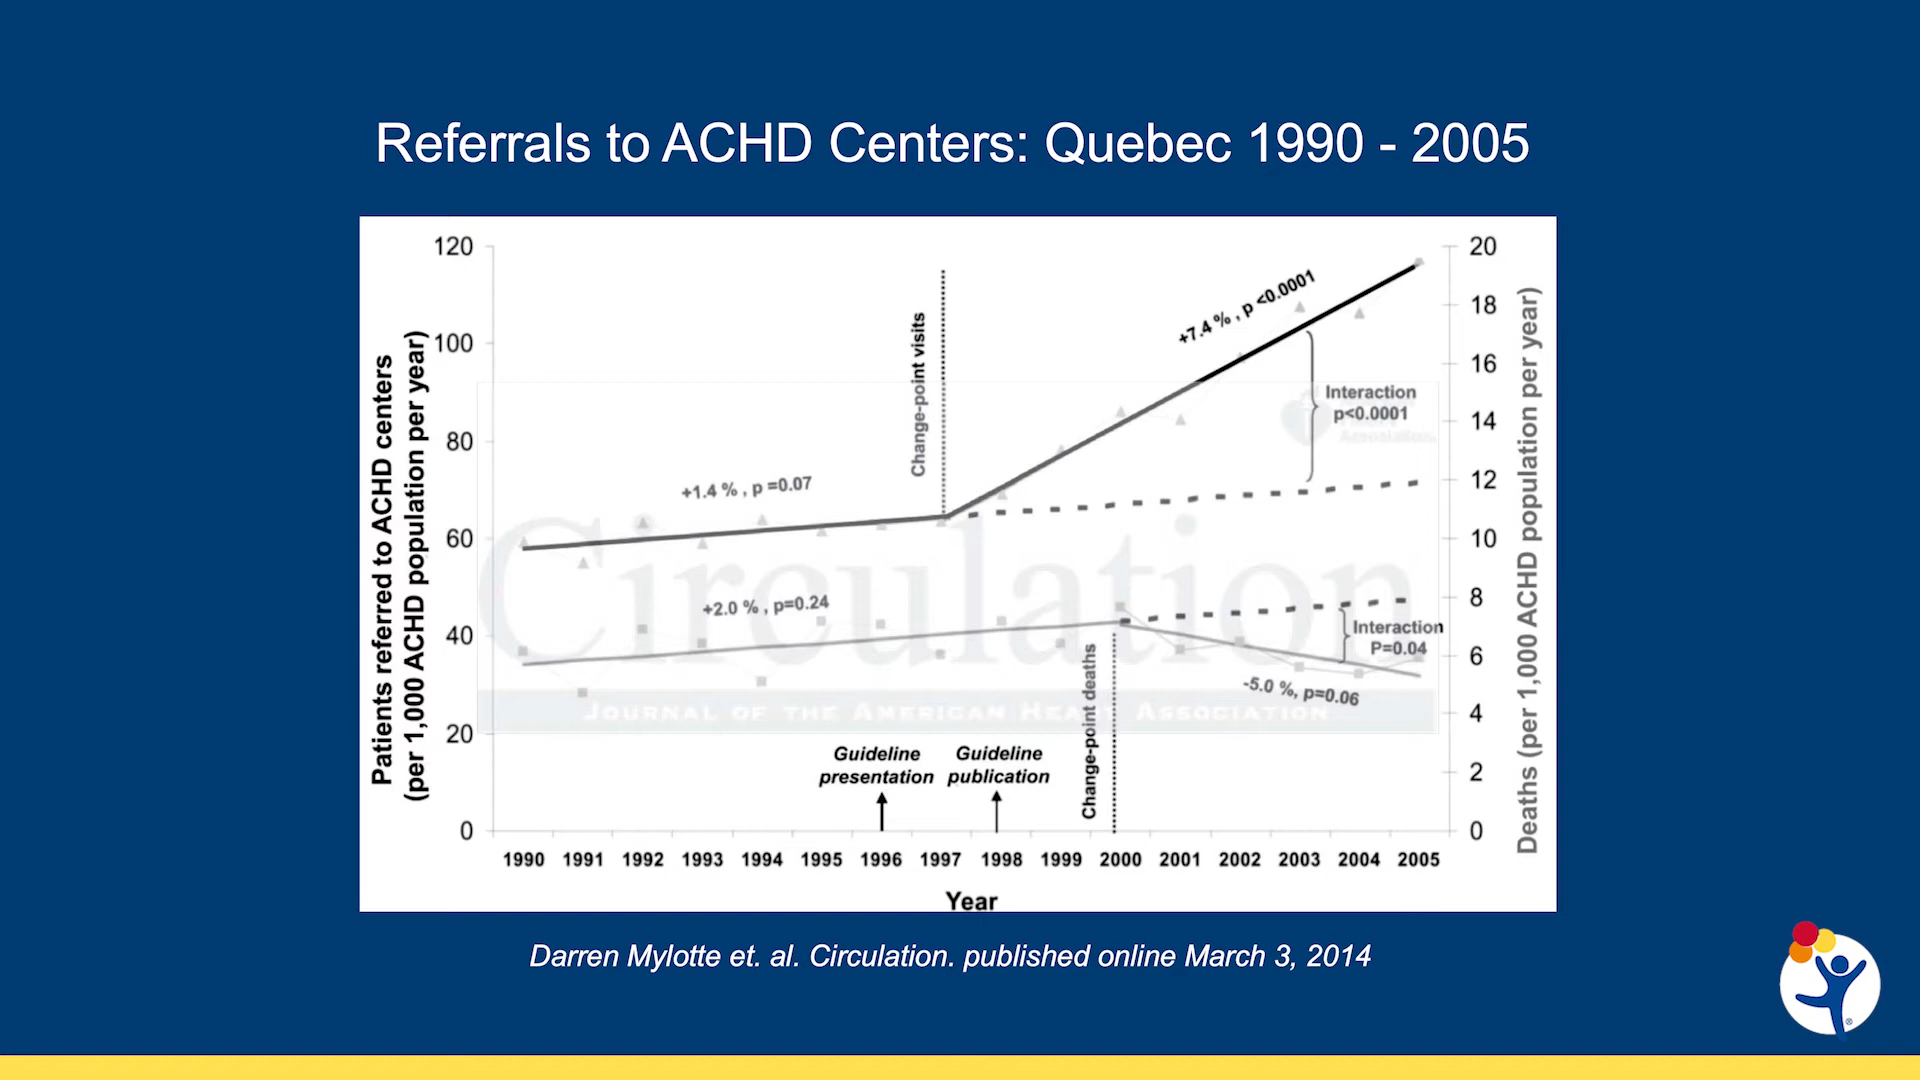 Referrals to ACHD Centers: Quebec 1990 - 2005
Patients referred to ACHD centers
(per 1,000 ACHD population per year)
120
100
80
60
40
20
0
Change-point visits
+7.4 % , p <0.0001
Interaction
p<0.0001
+1.4 % , p =0.07
+2.0 % , p=0.24
Interaction
P=0.04
-5.0 %, p=0.06
Circulation
JOURNAL OF THE AMERICAN HEART ASSOCIATION
Change-point deaths
Guideline
presentation
Guideline
publication
20
18
16
14
12
10
8
6
4
2
0
Deaths (per 1,000 ACHD population per year)
1990 1991 1992 1993 1994 1995 1996 1997 1998 1999 2000 2001 2002 2003 2004 2005
Year
Darren Mylotte et. al. Circulation. published online March 3, 2014
®